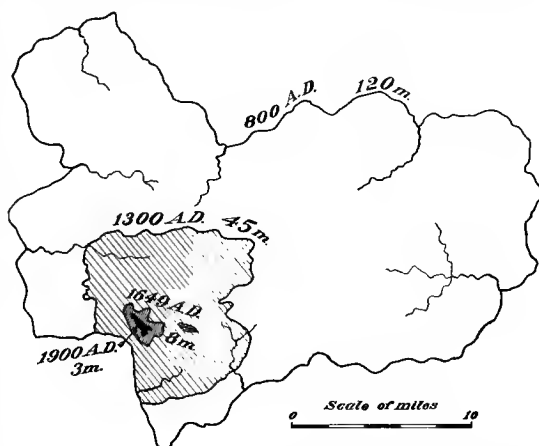 800 A.D. 120 m.
1300 A.D. 45 m.
1649 A.D.
8 m.
1900 A.D.
3 m.
Scale of miles
0 10